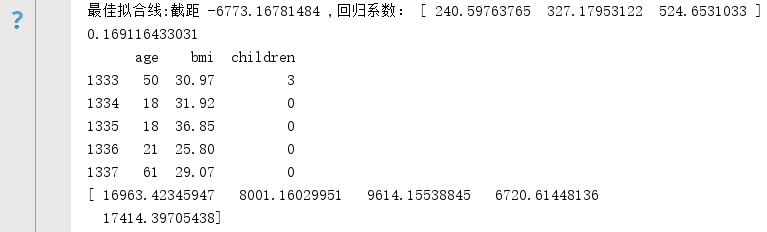 ?
最佳拟合线:截距 -6773.16781484 ,回归系数: [ 240.59763765 327.17953122 524.6531033 ]
0.169116433031
age bmi children
1333 50 30.97 3
1334 18 31.92 0
1335 18 36.85 0
1336 21 25.80 0
1337 61 29.07 0
[ 16963.42345947 8001.16029951 9614.15538845 6720.61448136
17414.39705438]